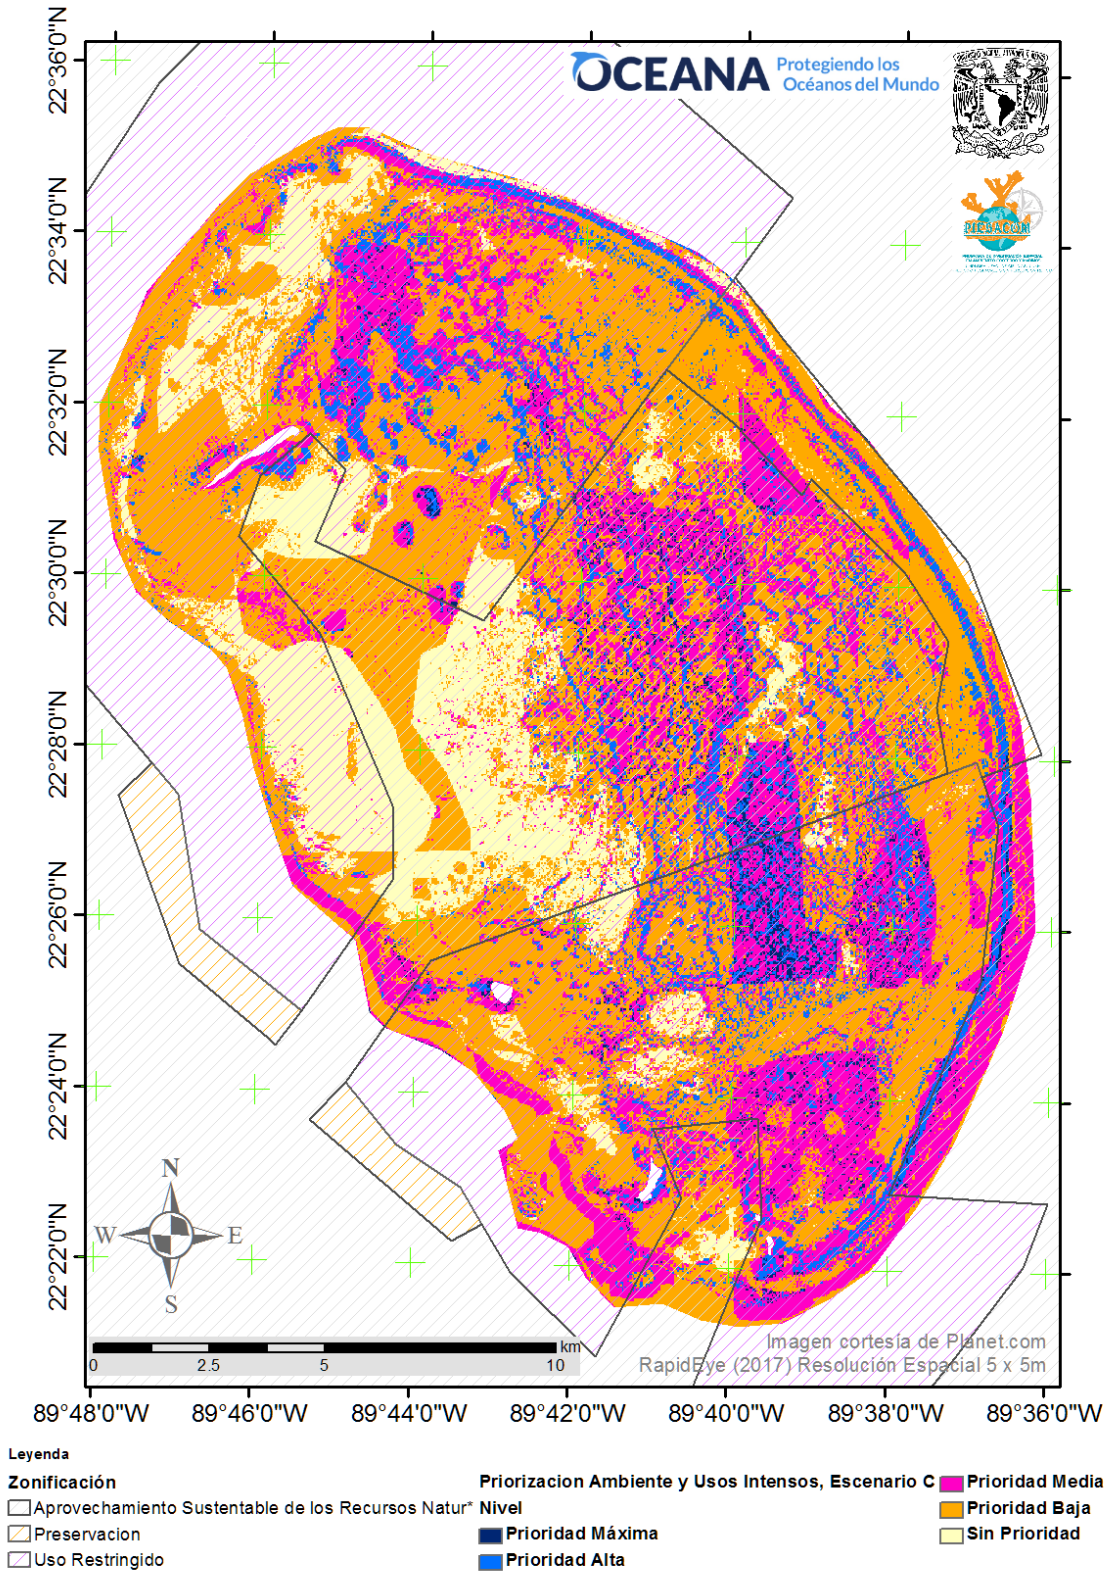 OCEANA
Protegiendo los
Océanos del Mundo
22°36'0"N
22°34'0"N
22°32'0"N
22°30'0"N
22°28'0"N
22°26'0"N
22°24'0"N
22°22'0"N
N
W
E
S
km
0
2.5
5
10
Imagen cortesía de Planet.com
RapidEye (2017) Resolución Espacial 5 x 5m
89°48'0"W
89°46'0"W
89°44'0"W
89°42'0"W
89°40'0"W
89°38'0"W
89°36'0"W
Leyenda
Zonificación
Aprovechamiento Sustentable de los Recursos Natur*
Preservacion
Uso Restringido
Priorizacion Ambiente y Usos Intensos, Escenario C
Nivel
Prioridad Máxima
Prioridad Alta
Prioridad Media
Prioridad Baja
Sin Prioridad